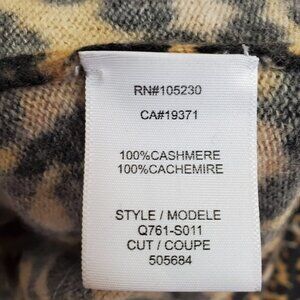 RN#105230
CA#19371
100%CASHMERE
100%CACHEMIRE
STYLE / MODELE
Q761-S011
CUT / COUPE
505684